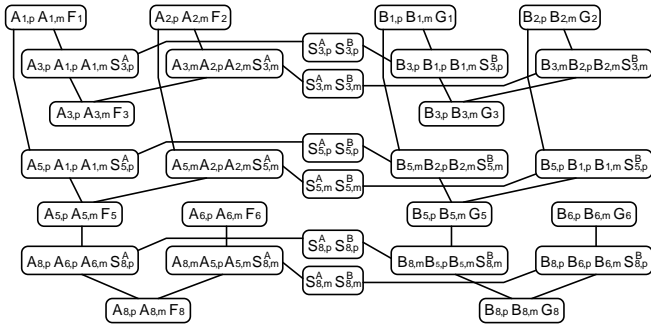 A1,p A1,m F1 A2,p A2,m F2 B1,p B1,m G1 B2,p B2,m G2
A3,p A1,p A1,m S^A_3,p A3,m A2,p A2,m S^A_3,m S^A_3,p S^B_3,p B3,p B1,p B1,m S^B_3,p B3,m B2,p B2,m S^B_3,m
S^A_3,m S^B_3,m
A3,p A3,m F3 B3,p B3,m G3
A5,p A1,p A1,m S^A_5,p A5,m A2,p A2,m S^A_5,m S^A_5,p S^B_5,p B5,m B2,p B2,m S^B_5,m B5,p B1,p B1,m S^B_5,p
S^A_5,m S^B_5,m
A5,p A5,m F5 A6,p A6,m F6 B5,p B5,m G5 B6,p B6,m G6
A8,p A6,p A6,m S^A_8,p A8,m A5,p A5,m S^A_8,m S^A_8,p S^B_8,p B8,m B5,p B5,m S^B_8,m B8,p B6,p B6,m S^B_8,p
S^A_8,m S^B_8,m
A8,p A8,m F8 B8,p B8,m G8